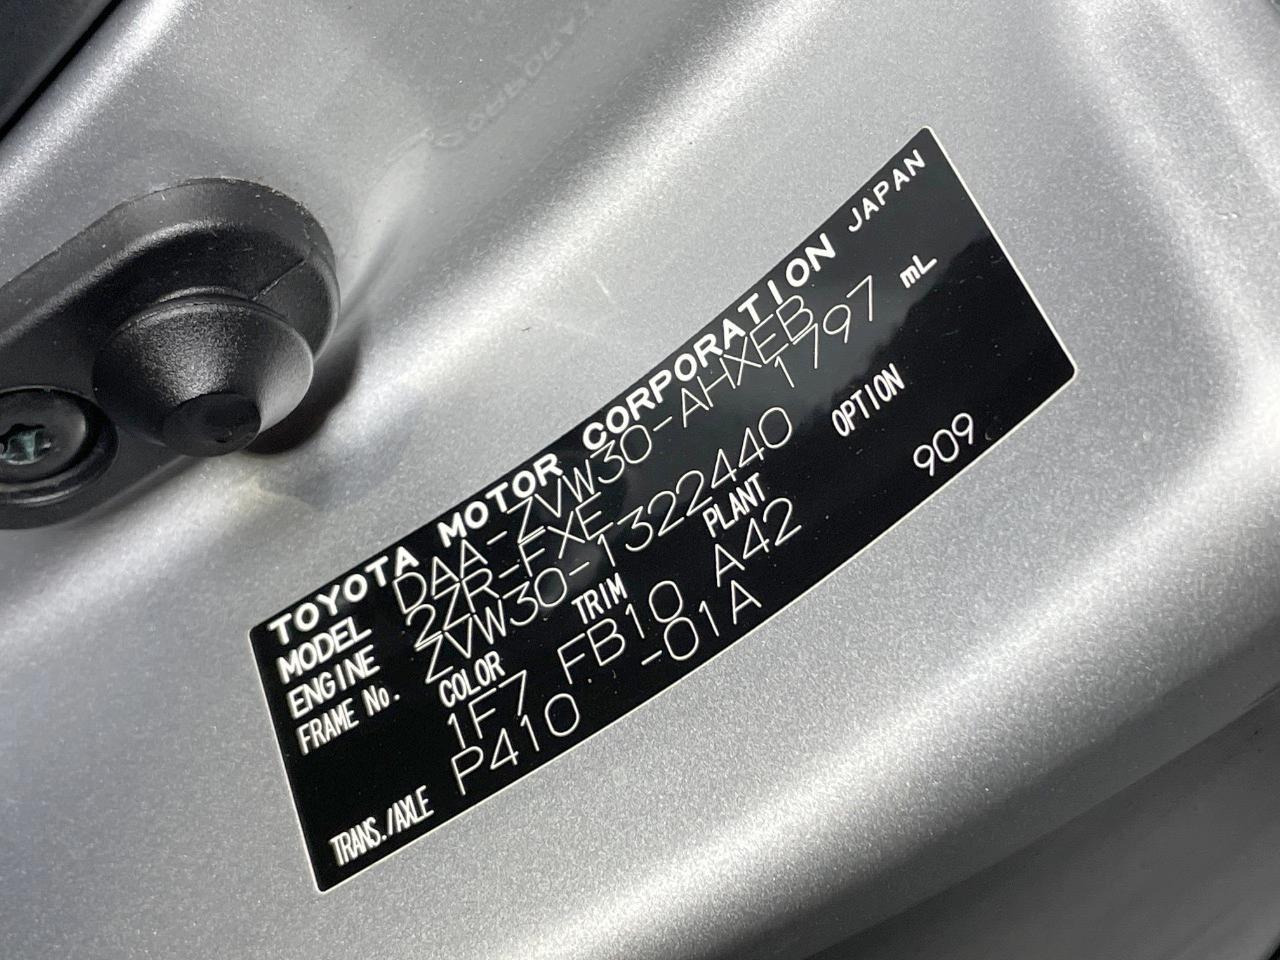 TOYOTA MOTOR CORPORATION JAPAN
MODEL DAA-ZVW30-AHXEB
ENGINE 2ZR-FXE 1797 mL
FRAME No. ZVW30-1322440
COLOR TRIM PLANT OPTION
1F7 FB10 A42 909
TRANS./AXLE P410 -01A